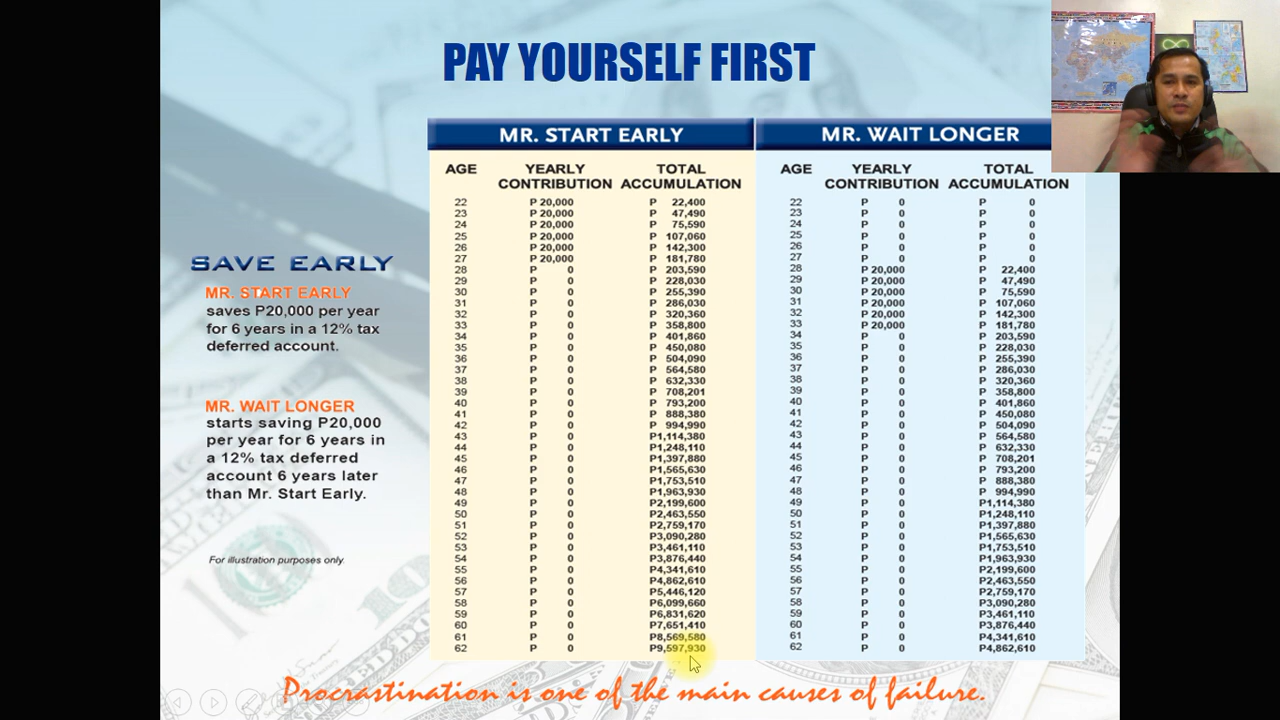 PAY YOURSELF FIRST
SAVE EARLY
MR. START EARLY
saves P20,000 per year
for 6 years in a 12% tax
deferred account.
MR. WAIT LONGER
starts saving P20,000
per year for 6 years in
a 12% tax deferred
account 6 years later
than Mr. Start Early.
For illustration purposes only.
MR. START EARLY
AGE YEARLY CONTRIBUTION TOTAL ACCUMULATION
22 P 20,000 P 22,400
23 P 20,000 P 47,490
24 P 20,000 P 75,590
25 P 20,000 P 107,060
26 P 20,000 P 142,300
27 P 20,000 P 181,780
28 P 0 P 203,590
29 P 0 P 228,030
30 P 0 P 255,390
31 P 0 P 286,030
32 P 0 P 320,360
33 P 0 P 358,800
34 P 0 P 401,860
35 P 0 P 450,080
36 P 0 P 504,090
37 P 0 P 564,580
38 P 0 P 632,330
39 P 0 P 708,201
40 P 0 P 793,200
41 P 0 P 888,380
42 P 0 P 994,990
43 P 0 P1,114,380
44 P 0 P1,248,110
45 P 0 P1,397,880
46 P 0 P1,565,630
47 P 0 P1,753,510
48 P 0 P1,963,930
49 P 0 P2,199,600
50 P 0 P2,463,550
51 P 0 P2,759,170
52 P 0 P3,090,280
53 P 0 P3,461,110
54 P 0 P3,876,440
55 P 0 P4,341,610
56 P 0 P4,862,610
57 P 0 P5,446,120
58 P 0 P6,099,660
59 P 0 P6,831,620
60 P 0 P7,651,410
61 P 0 P8,569,580
62 P 0 P9,597,930
MR. WAIT LONGER
AGE YEARLY CONTRIBUTION TOTAL ACCUMULATION
22 P 0 P 0
23 P 0 P 0
24 P 0 P 0
25 P 0 P 0
26 P 0 P 0
27 P 0 P 0
28 P 20,000 P 22,400
29 P 20,000 P 47,490
30 P 20,000 P 75,590
31 P 20,000 P 107,060
32 P 20,000 P 142,300
33 P 20,000 P 181,780
34 P 0 P 203,590
35 P 0 P 228,030
36 P 0 P 255,390
37 P 0 P 286,030
38 P 0 P 320,360
39 P 0 P 358,800
40 P 0 P 401,860
41 P 0 P 450,080
42 P 0 P 504,090
43 P 0 P 564,580
44 P 0 P 632,330
45 P 0 P 708,201
46 P 0 P 793,200
47 P 0 P 888,380
48 P 0 P 994,990
49 P 0 P1,114,380
50 P 0 P1,248,110
51 P 0 P1,397,880
52 P 0 P1,565,630
53 P 0 P1,753,510
54 P 0 P1,963,930
55 P 0 P2,199,600
56 P 0 P2,463,550
57 P 0 P2,759,170
58 P 0 P3,090,280
59 P 0 P3,461,110
60 P 0 P3,876,440
61 P 0 P4,341,610
62 P 0 P4,862,610
Procrastination is one of the main causes of failure.